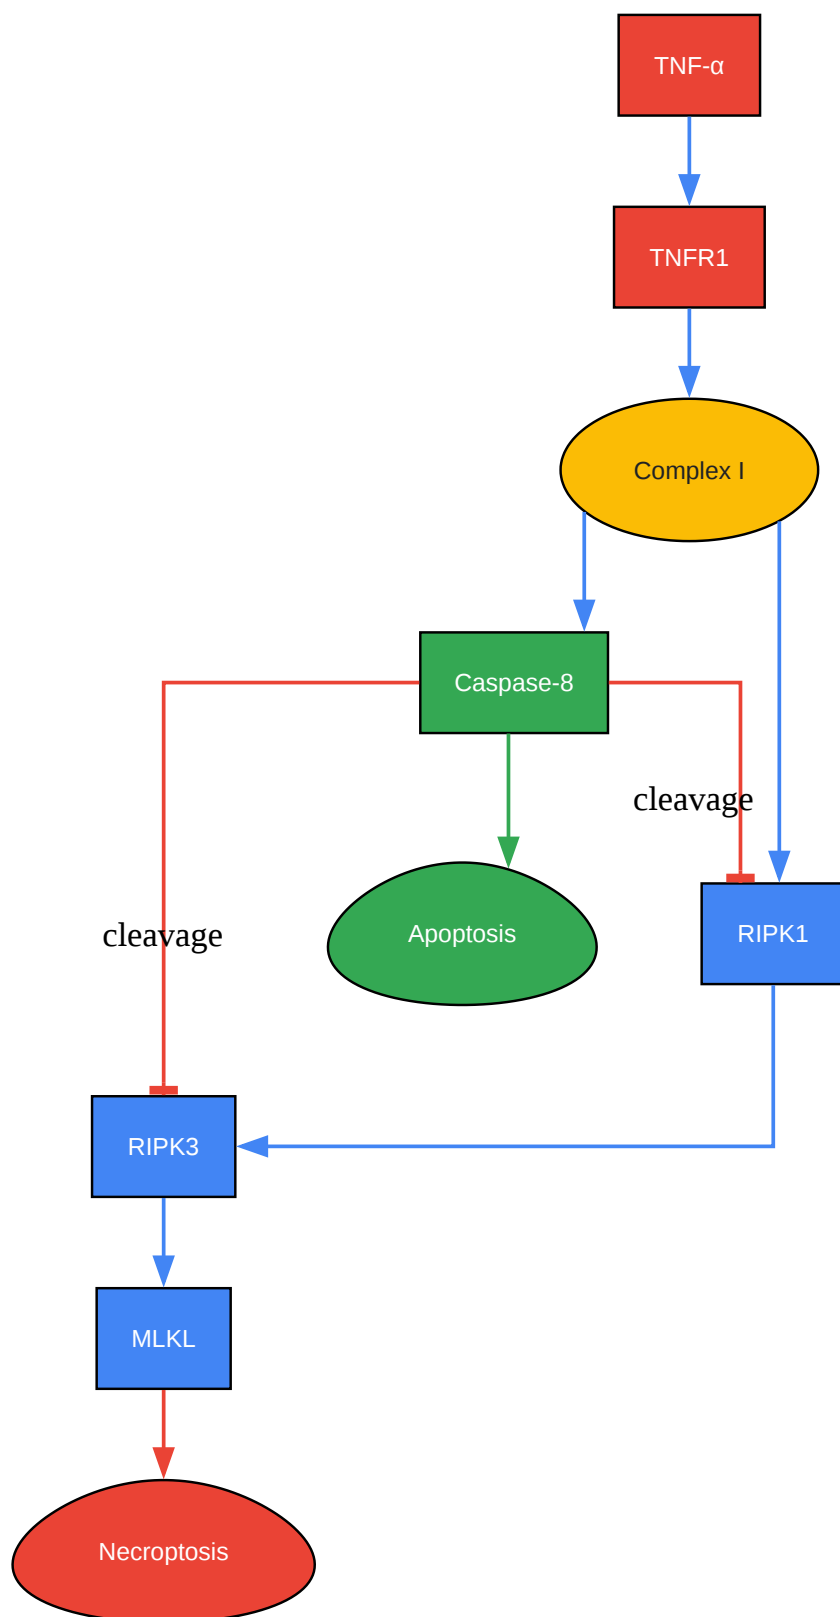 TNF-α
TNFR1
Complex I
Caspase-8
cleavage
cleavage
Apoptosis
RIPK1
RIPK3
MLKL
Necroptosis